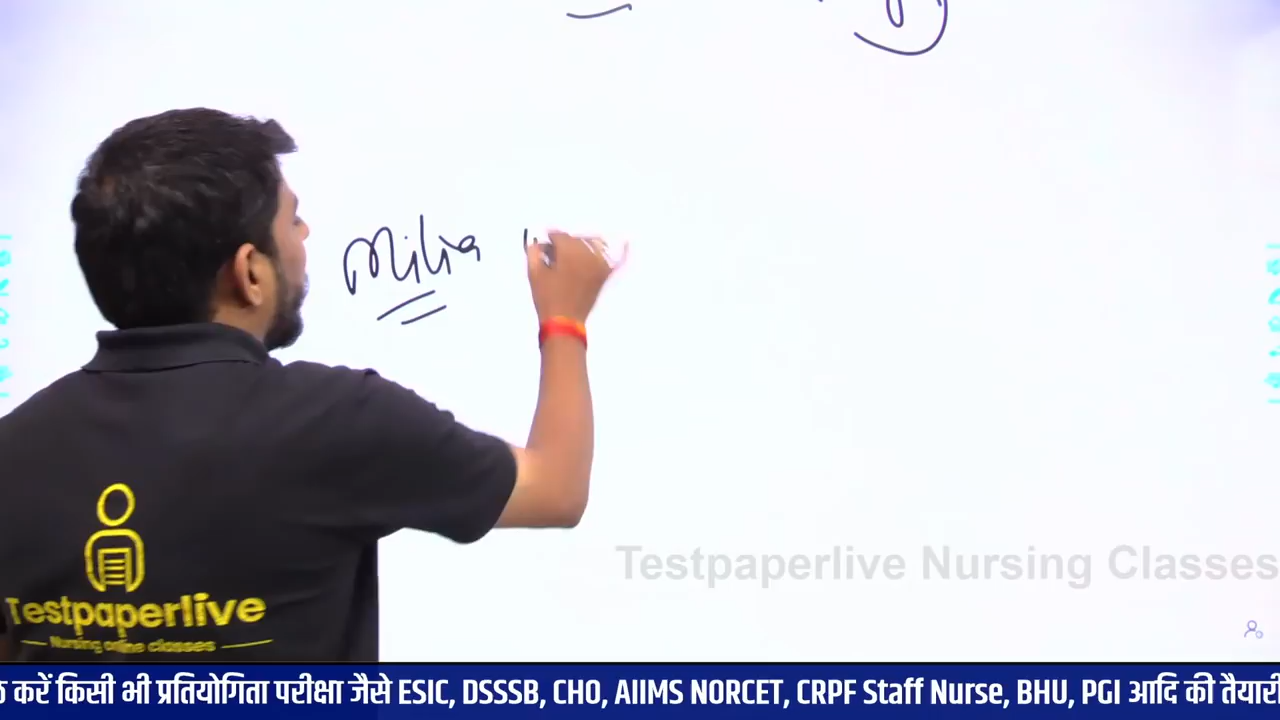 Milia
Testpaperlive Nursing Classes
Testpaperlive
Nursing online classes
करें किसी भी प्रतियोगिता परीक्षा जैसे ESIC, DSSSB, CHO, AIIMS NORCET, CRPF Staff Nurse, BHU, PGI आदि की तैयारी